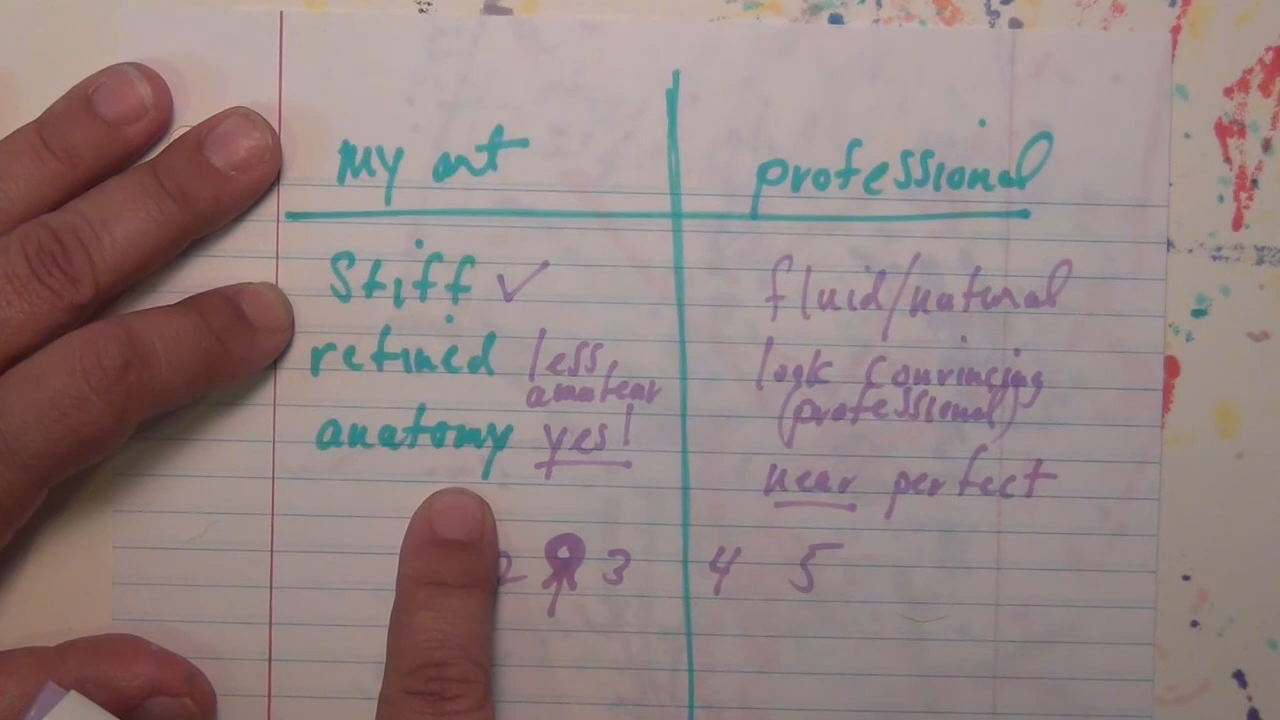 my art
professional
Stiff ✓
fluid/natural
refined less,
amateur
look convincing
(professional)
anatomy yes!
near perfect
2 3 4 5